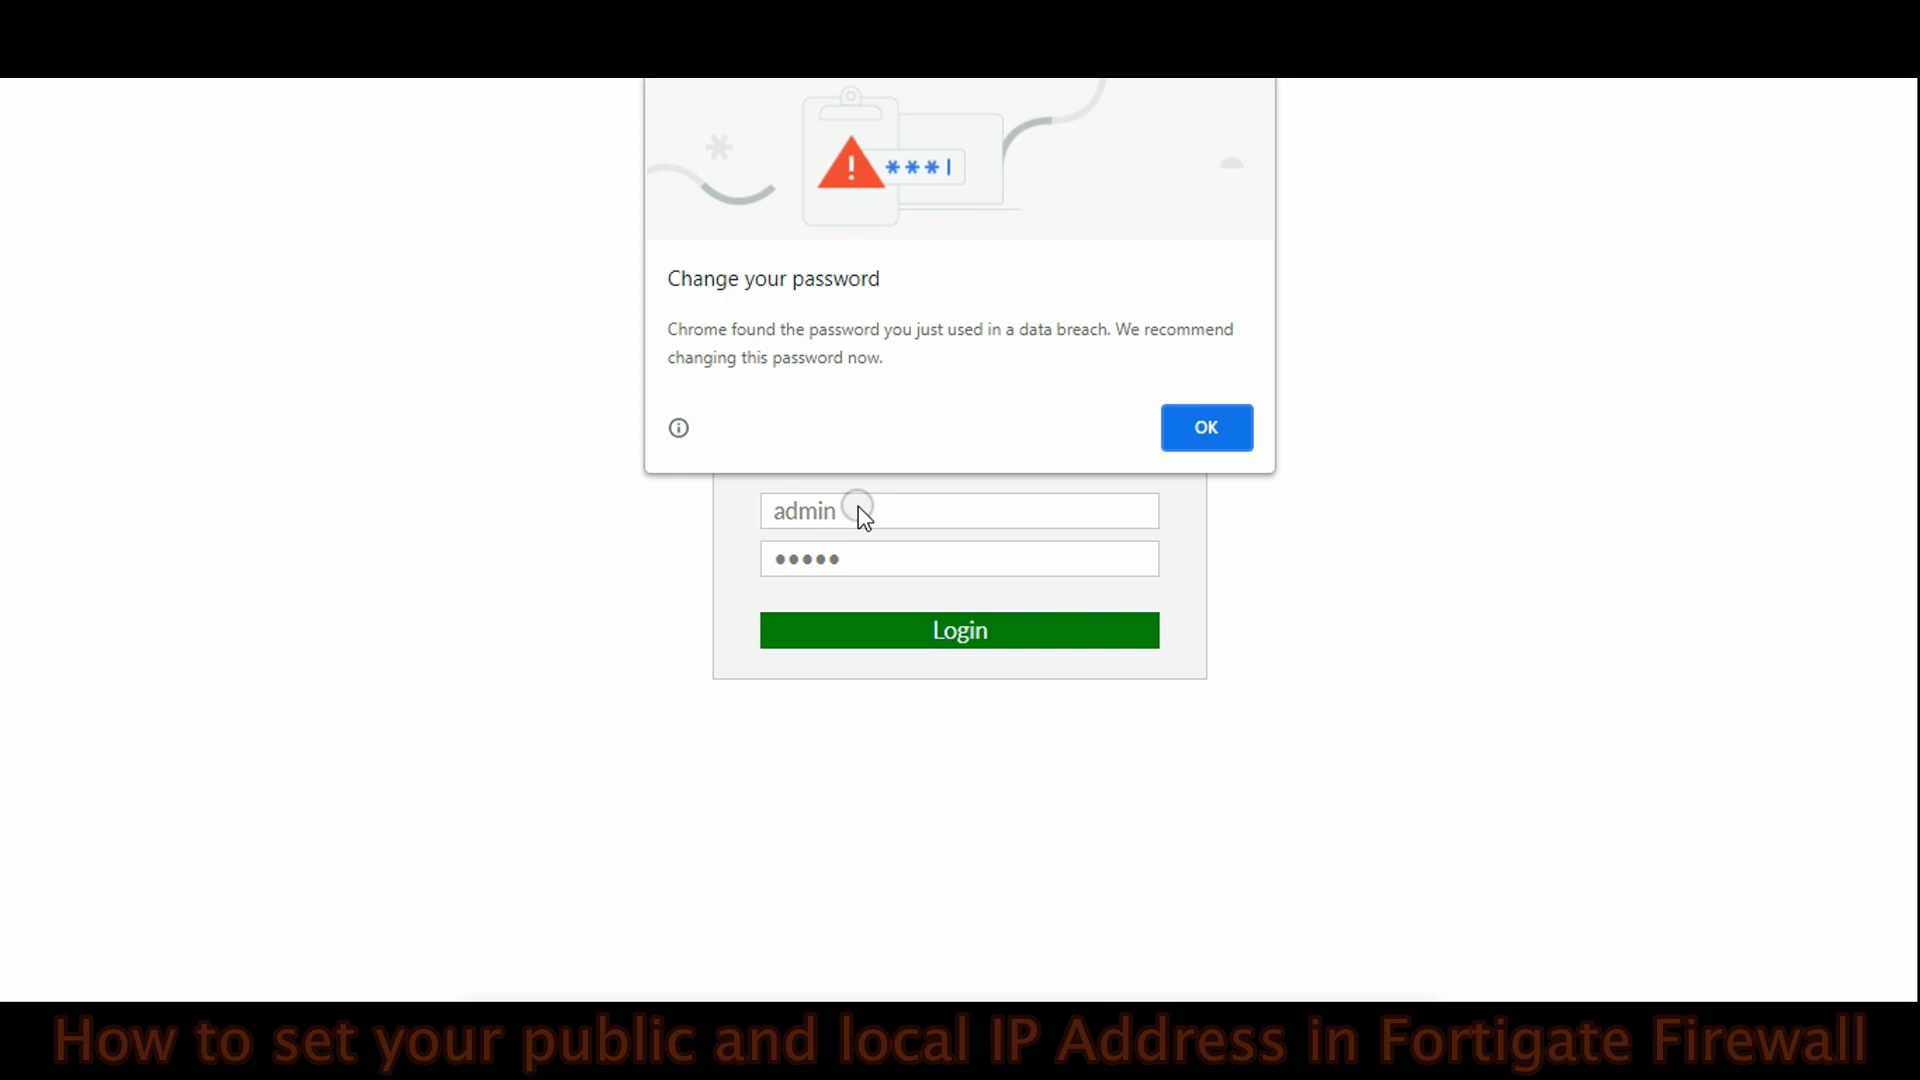 ***|
Change your password
Chrome found the password you just used in a data breach. We recommend
changing this password now.
OK
admin
•••••
Login
How to set your public and local IP Address in Fortigate Firewall